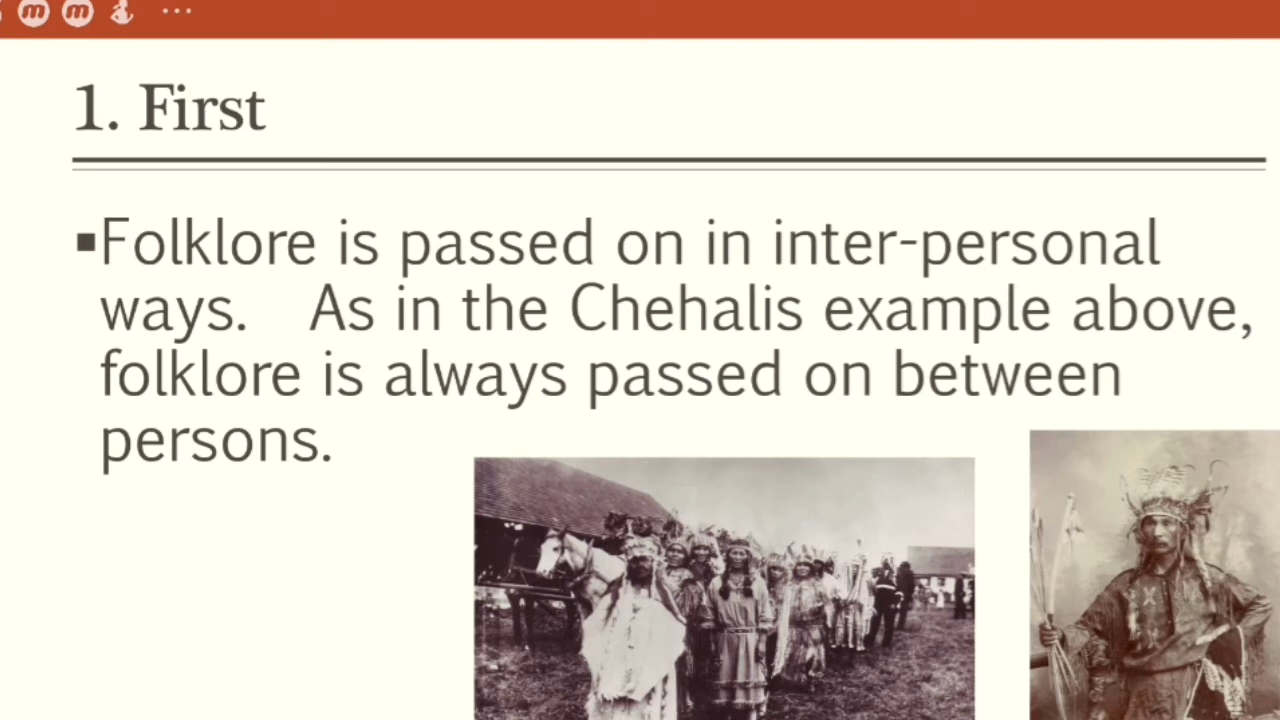 m m ...
1. First
▪Folklore is passed on in inter-personal
ways. As in the Chehalis example above,
folklore is always passed on between
persons.